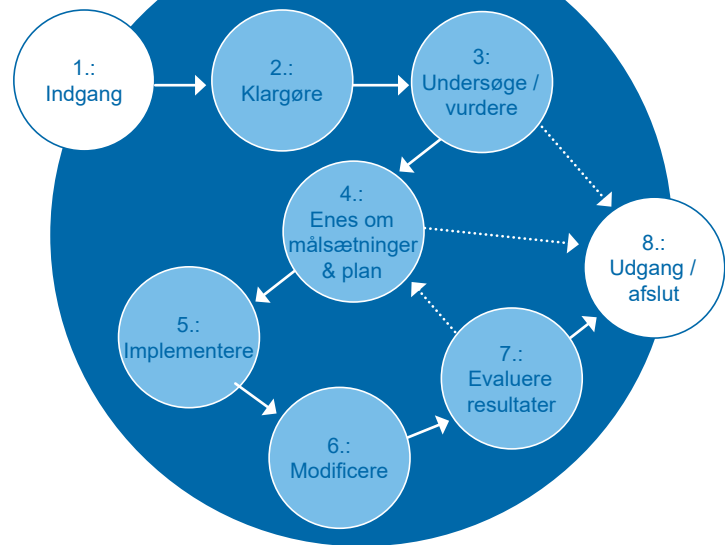 1.:
Indgang
2.:
Klargøre
3:
Undersøge /
vurdere
4.:
Enes om
målsætninger
& plan
5.:
Implementere
6.:
Modificere
7.:
Evaluere
resultater
8.:
Udgang /
afslut